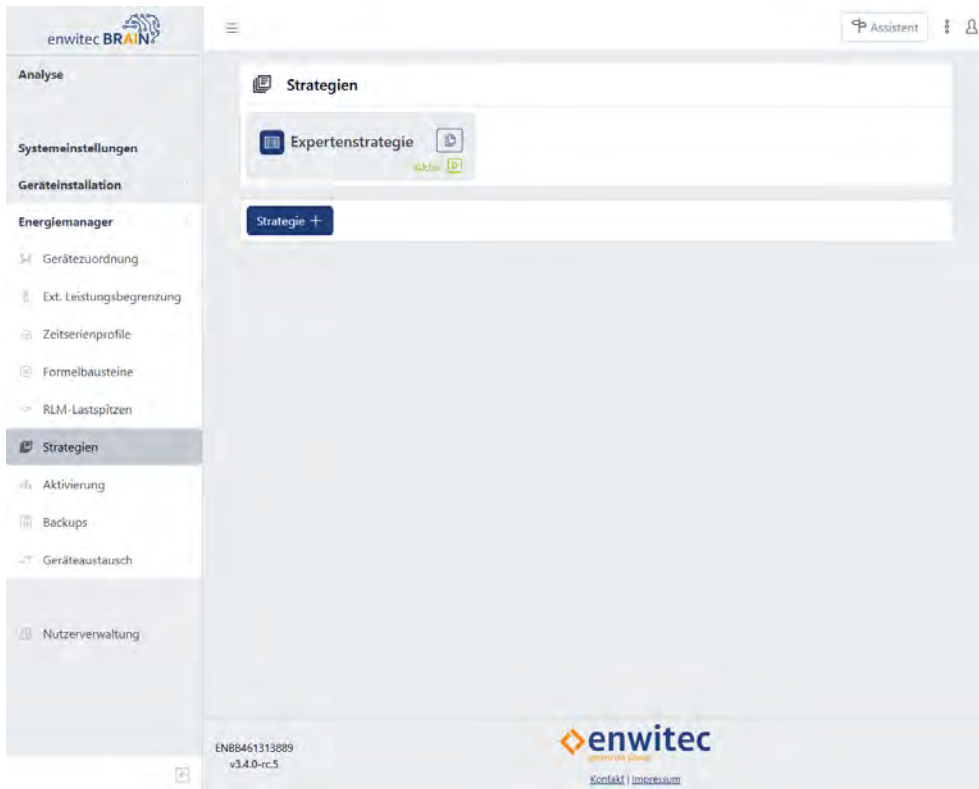 enwitec BRAIN
Assistent
Analyse
Systemeinstellungen
Geräteinstallation
Energiemanager
Gerätezuordnung
Ext. Leistungsbegrenzung
Zeitserienprofile
Formelbausteine
RLM-Lastspitzen
Strategien
Aktivierung
Backups
Geräteaustausch
Nutzerverwaltung
Strategien
Expertenstrategie
Aktiv
Strategie +
ENBB461313889
v3.4.0-rc.5
enwitec
Kontakt | Impressum